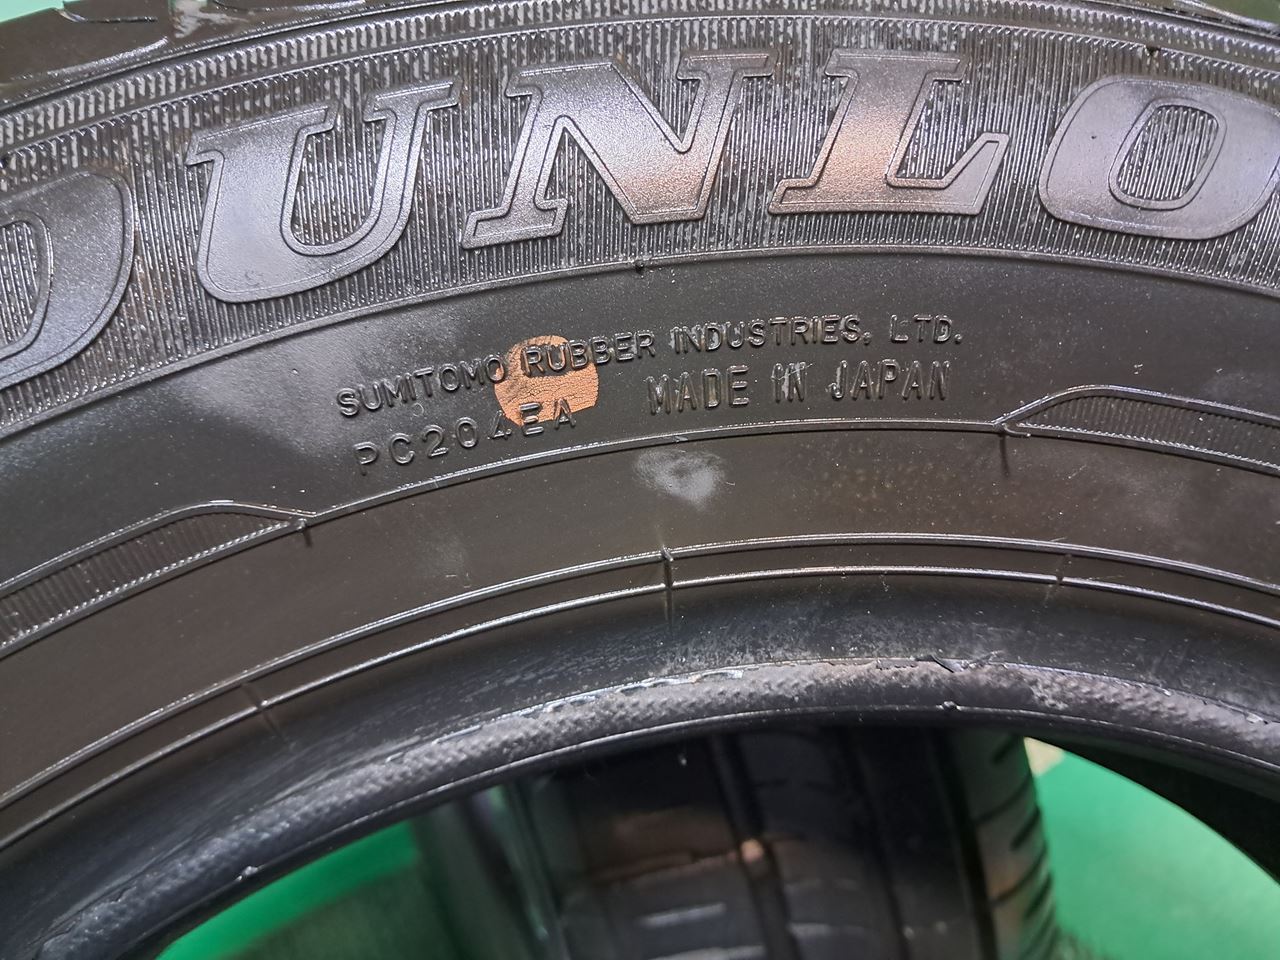 DUNLO
SUMITOMO RUBBER INDUSTRIES, LTD.
PC204EA MADE IN JAPAN